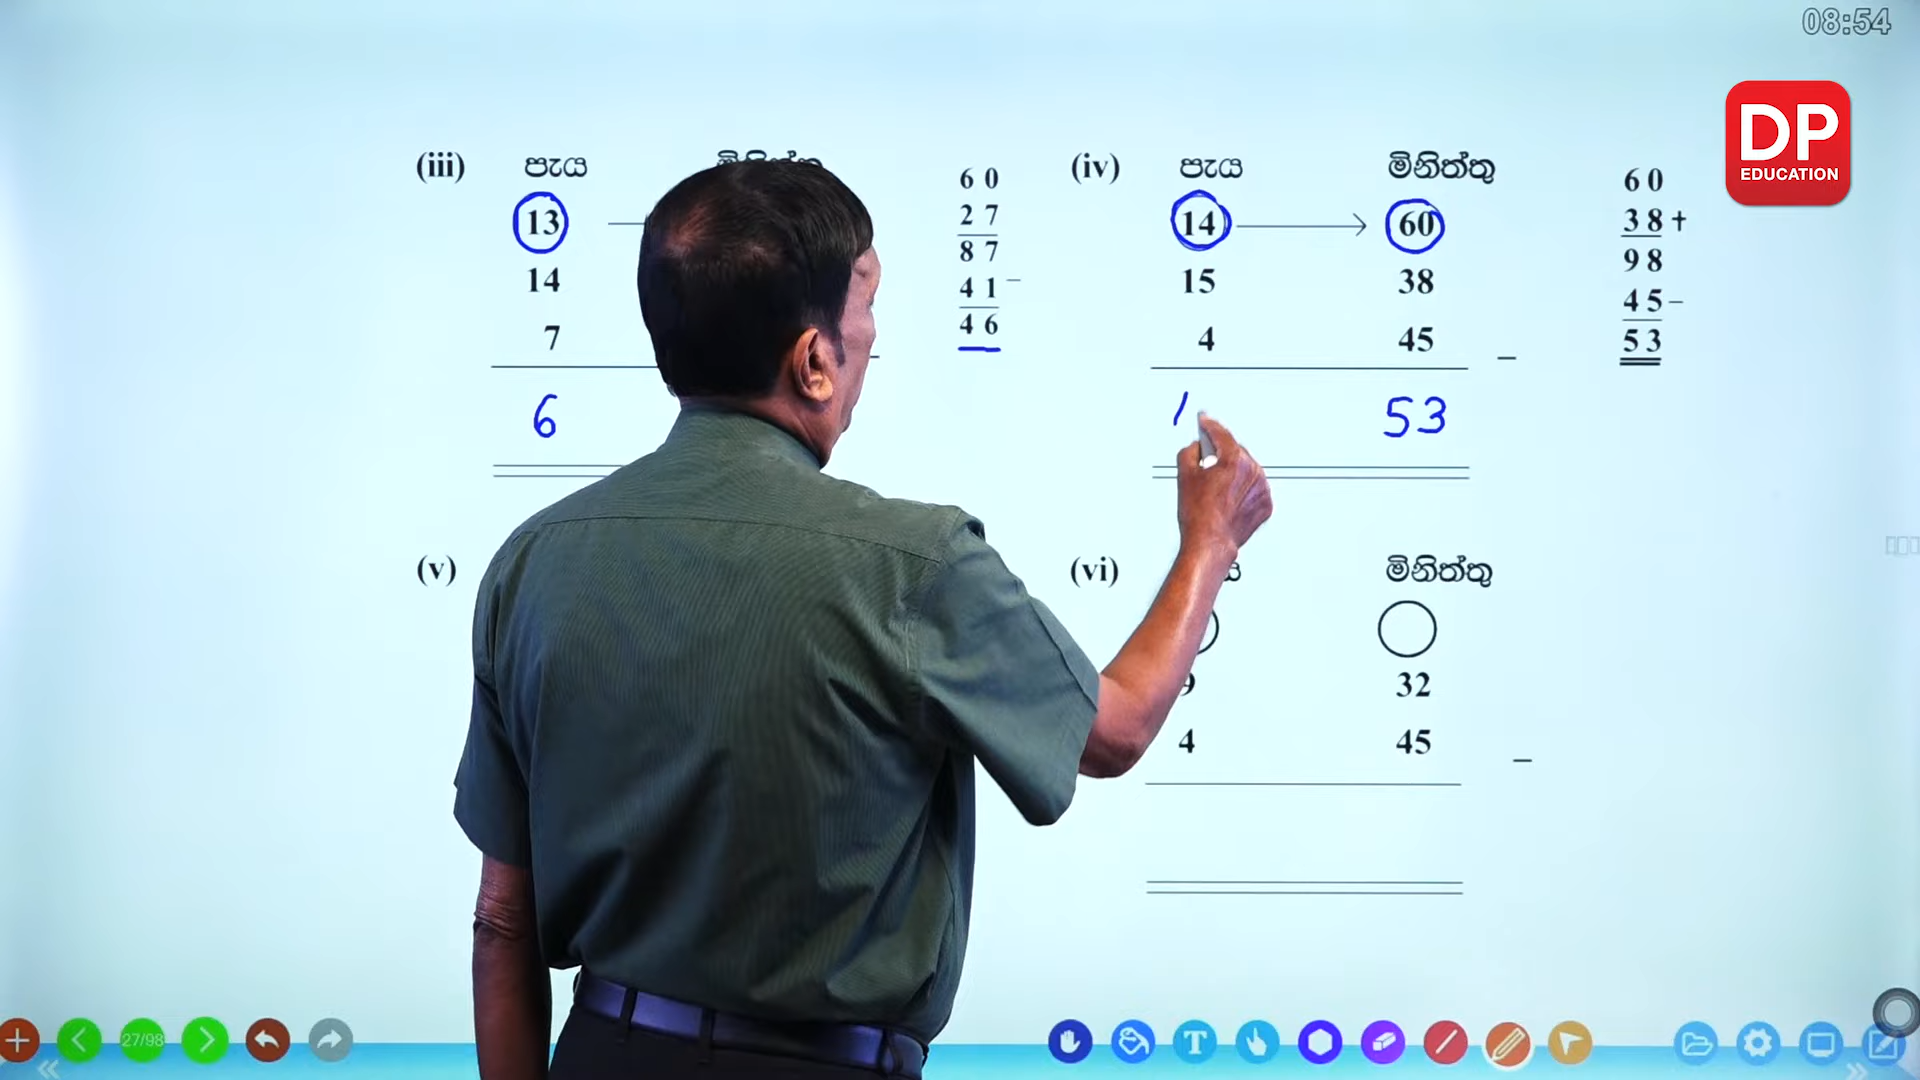 08:54
DP
EDUCATION
(iii) පැය
13
14
7
6
6 0
2 7
8 7
4 1 −
4 6
(iv) පැය මිනිත්තු
14 → 60
15 38
4 45 −
1 53
6 0
3 8 +
9 8
4 5 −
5 3
(v)
(vi) මිනිත්තු
9 32
4 45 −
27/98
T